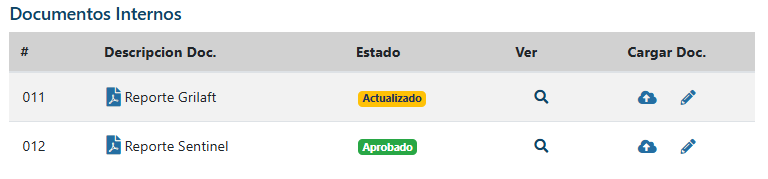 Documentos Internos
# Descripcion Doc. Estado Ver Cargar Doc.
011 Reporte Grilaft Actualizado
012 Reporte Sentinel Aprobado